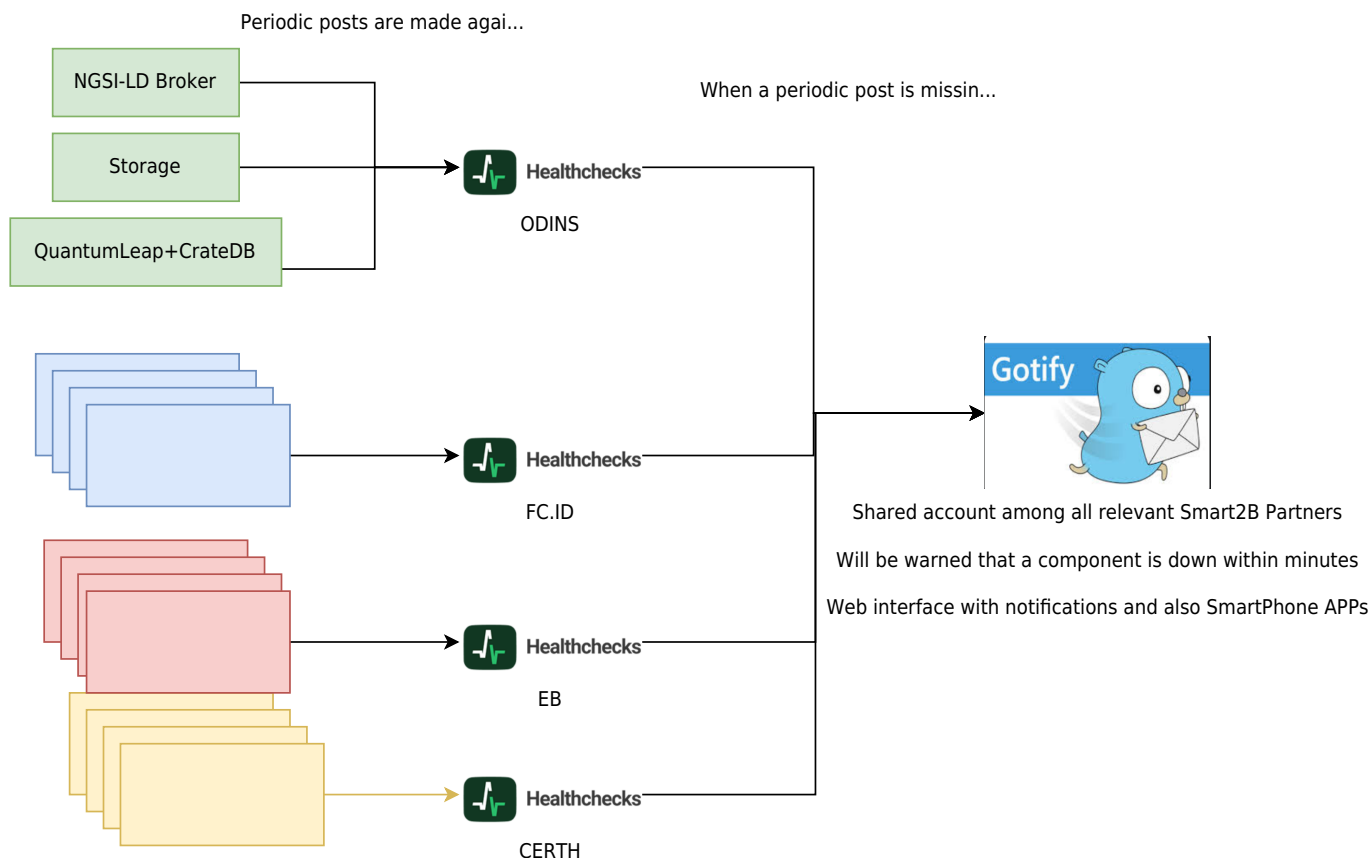 Periodic posts are made agai...
NGSI-LD Broker
When a periodic post is missin...
Storage
Healthchecks
ODINS
QuantumLeap+CrateDB
Gotify
Healthchecks
FC.ID
Shared account among all relevant Smart2B Partners
Will be warned that a component is down within minutes
Web interface with notifications and also SmartPhone APPs
Healthchecks
EB
Healthchecks
CERTH